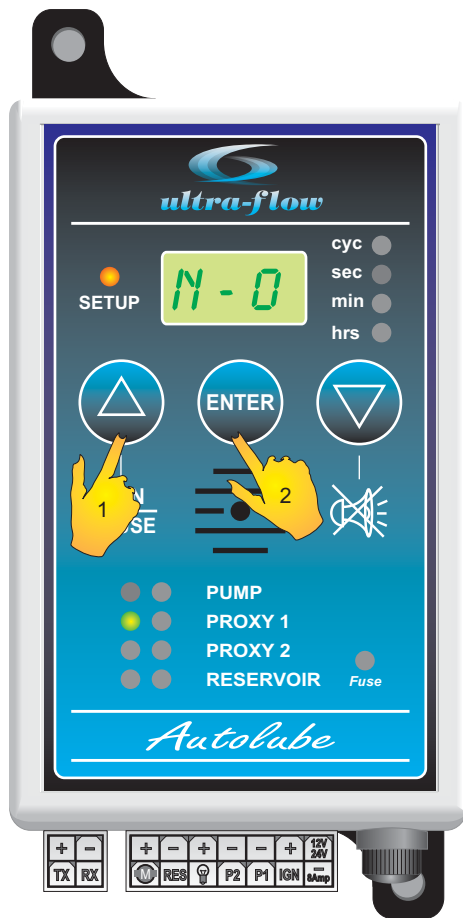 ultra-flow
cyc
sec
min
hrs
SETUP
N - 0
ENTER
1
2
PUMP
PROXY 1
PROXY 2
RESERVOIR
Fuse
Autolube
+ - + - + - - + 12V 24V
TX RX M RES P2 P1 IGN - 8Amp